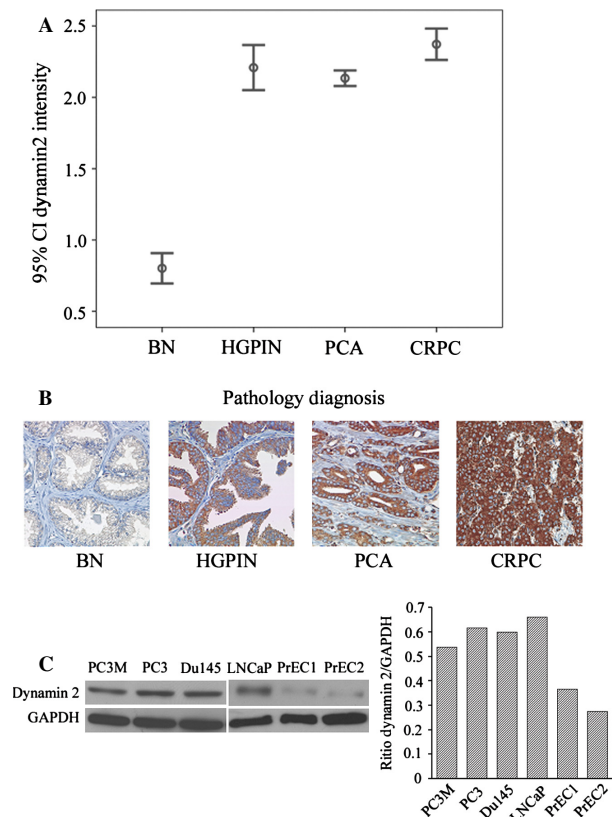 A
95% CI dynamin2 intensity
2.5
2.0
1.5
1.0
0.5
BN HGPIN PCA CRPC
B Pathology diagnosis
BN HGPIN PCA CRPC
C
PC3M PC3 Du145 LNCaP PrEC1 PrEC2
Dynamin 2
GAPDH
Ritio dynamin 2/GAPDH
0.7
0.6
0.5
0.4
0.3
0.2
0.1
0
PC3M PC3 Du145 LNCaP PrEC1 PrEC2